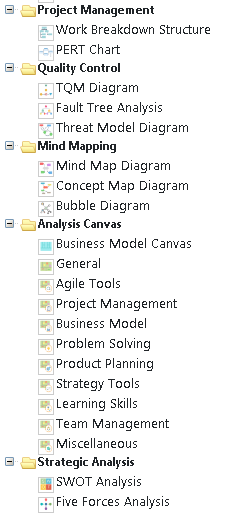 Project Management
Work Breakdown Structure
PERT Chart
Quality Control
TQM Diagram
Fault Tree Analysis
Threat Model Diagram
Mind Mapping
Mind Map Diagram
Concept Map Diagram
Bubble Diagram
Analysis Canvas
Business Model Canvas
General
Agile Tools
Project Management
Business Model
Problem Solving
Product Planning
Strategy Tools
Learning Skills
Team Management
Miscellaneous
Strategic Analysis
SWOT Analysis
Five Forces Analysis